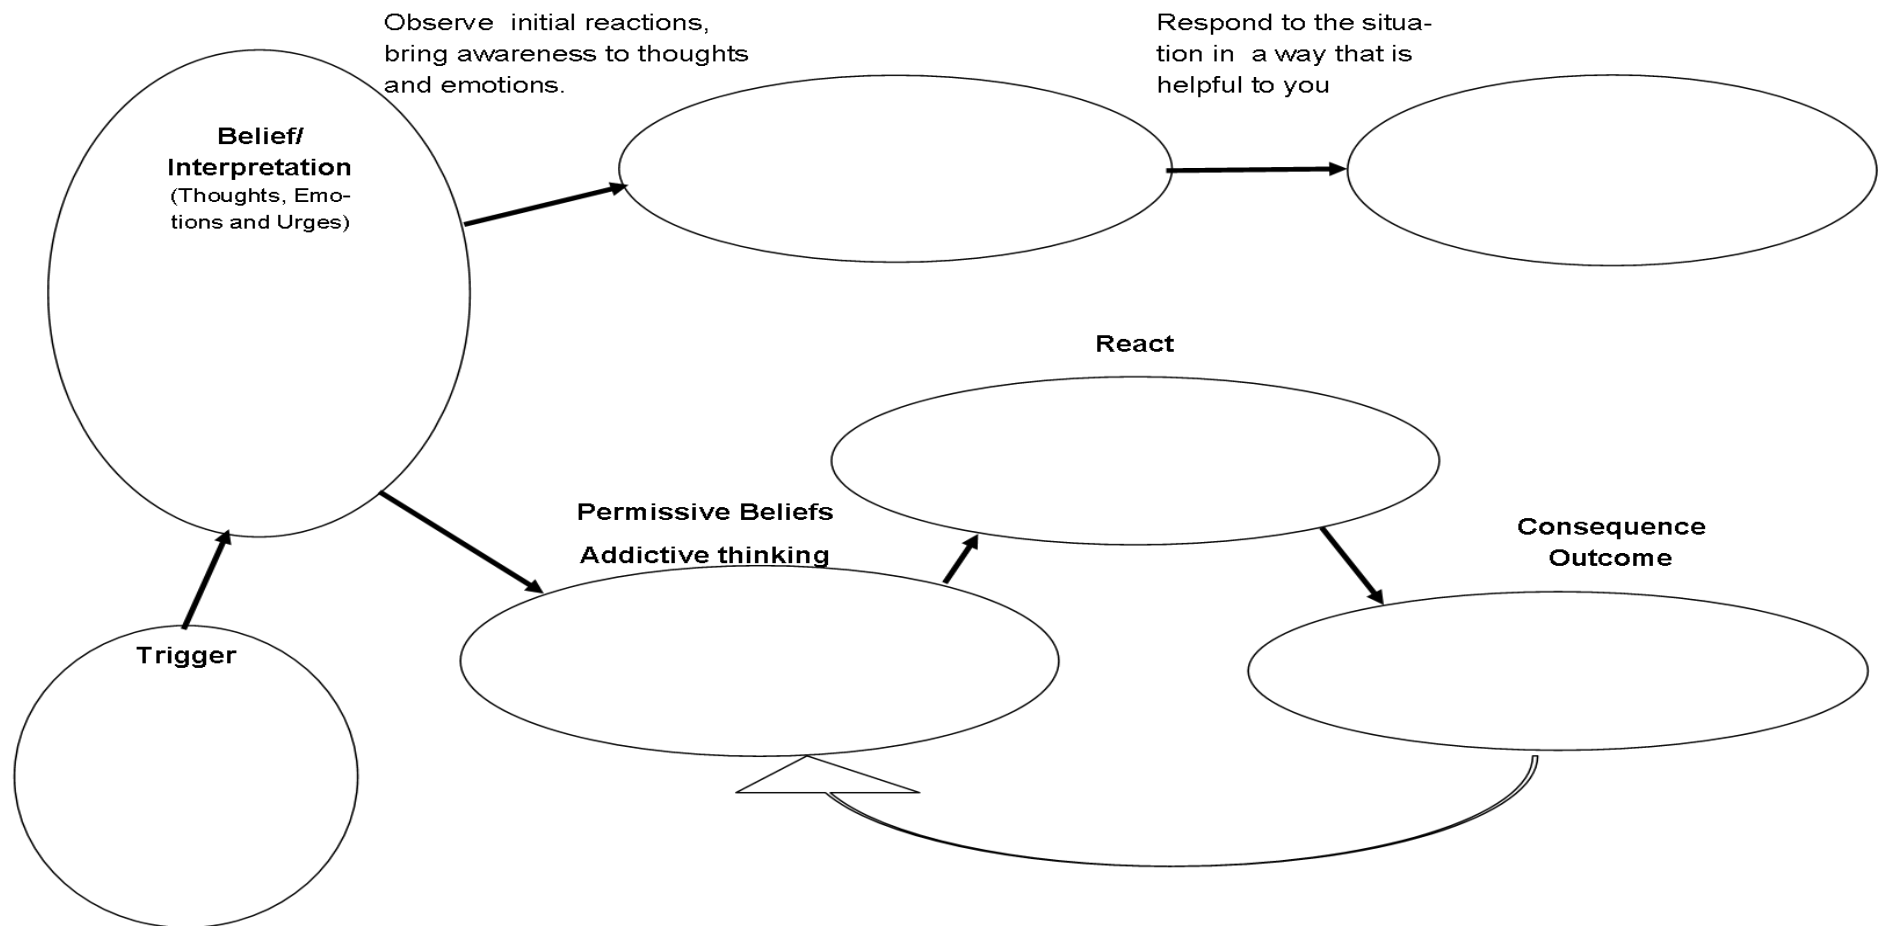 Observe initial reactions,
bring awareness to thoughts
and emotions.
Respond to the situa-
tion in a way that is
helpful to you
Belief/
Interpretation
(Thoughts, Emo-
tions and Urges)
React
Permissive Beliefs
Addictive thinking
Consequence
Outcome
Trigger